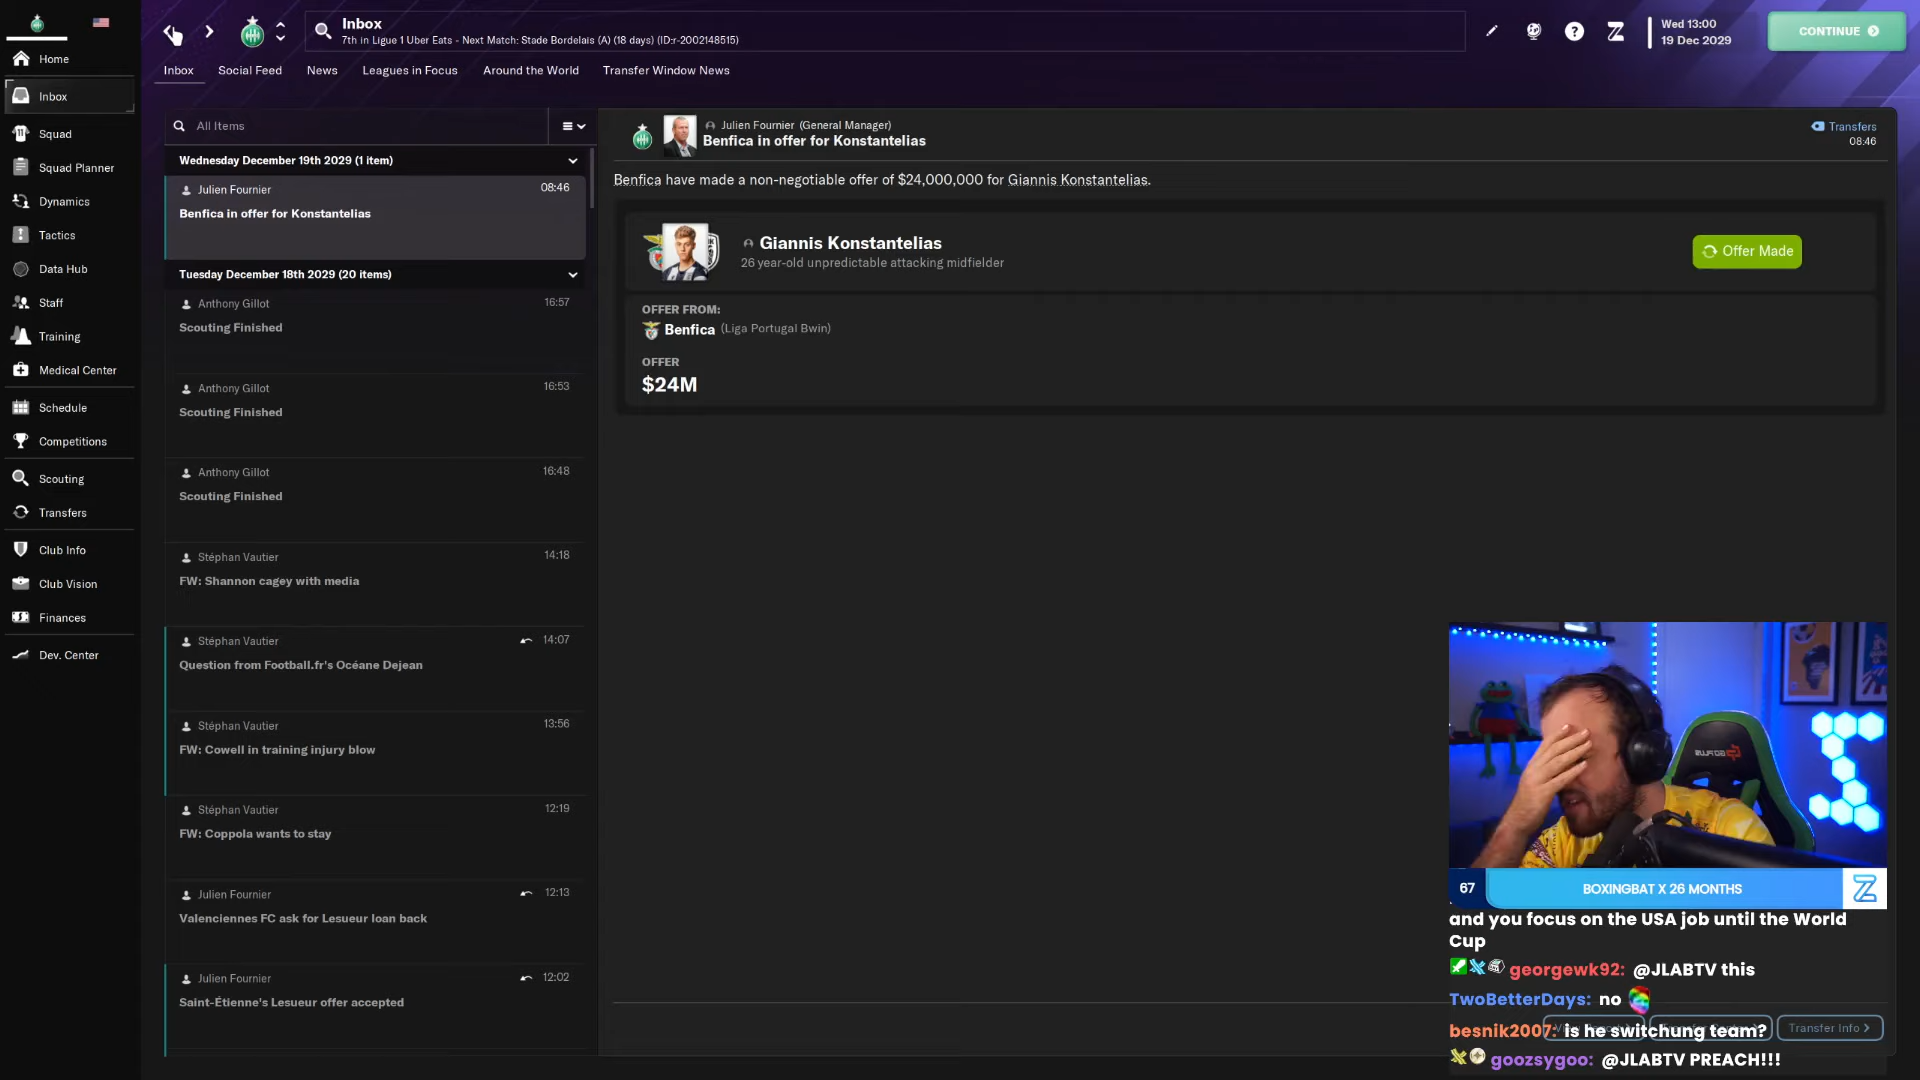 Home
Inbox
Squad
Squad Planner
Dynamics
Tactics
Data Hub
Staff
Training
Medical Center
Schedule
Competitions
Scouting
Transfers
Club Info
Club Vision
Finances
Dev. Center
Inbox
7th in Ligue 1 Uber Eats - Next Match: Stade Bordelais (A) (18 days) (ID:r-2002148515)
Wed 13:00
19 Dec 2029
CONTINUE
Inbox
Social Feed
News
Leagues in Focus
Around the World
Transfer Window News
All Items
Wednesday December 19th 2029 (1 item)
Julien Fournier
08:46
Benfica in offer for Konstantelias
Tuesday December 18th 2029 (20 items)
Anthony Gillot
16:57
Scouting Finished
Anthony Gillot
16:53
Scouting Finished
Anthony Gillot
16:48
Scouting Finished
Stéphan Vautier
14:18
FW: Shannon cagey with media
Stéphan Vautier
14:07
Question from Football.fr's Océane Dejean
Stéphan Vautier
13:56
FW: Cowell in training injury blow
Stéphan Vautier
12:19
FW: Coppola wants to stay
Julien Fournier
12:13
Valenciennes FC ask for Lesueur loan back
Julien Fournier
12:02
Saint-Étienne's Lesueur offer accepted
Julien Fournier (General Manager)
Benfica in offer for Konstantelias
Transfers
08:46
Benfica have made a non-negotiable offer of $24,000,000 for Giannis Konstantelias.
Giannis Konstantelias
26 year-old unpredictable attacking midfielder
Offer Made
OFFER FROM:
Benfica (Liga Portugal Bwin)
OFFER
$24M
67
BOXINGBAT X 26 MONTHS
and you focus on the USA job until the World
Cup
georgewk92: @JLABTV this
TwoBetterDays: no
besnik2007: is he switchung team?
Transfer Info
goozsygoo: @JLABTV PREACH!!!